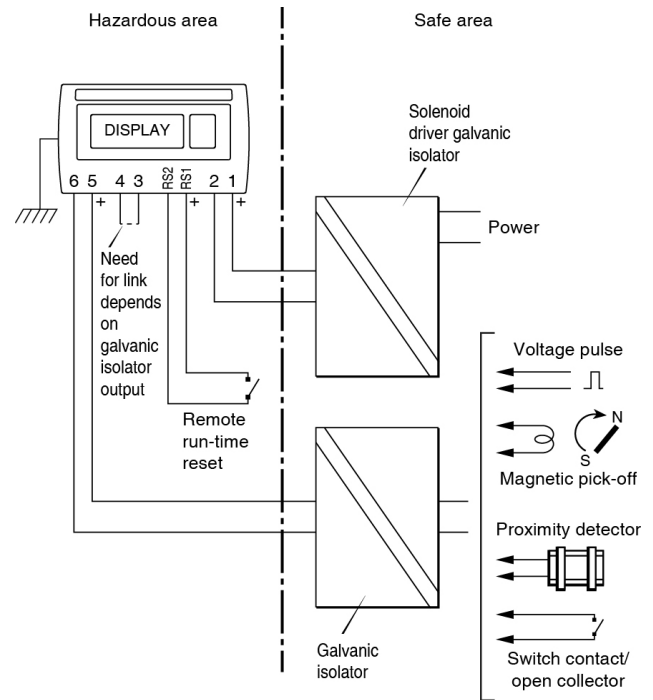 Hazardous area
Safe area
DISPLAY
6 5 4 3 RS2 RS1 2 1
+ + +
Solenoid
driver galvanic
isolator
Power
Need
for link
depends
on
galvanic
isolator
output
Remote
run-time
reset
Voltage pulse
N
S
Magnetic pick-off
Proximity detector
Switch contact/
open collector
Galvanic
isolator